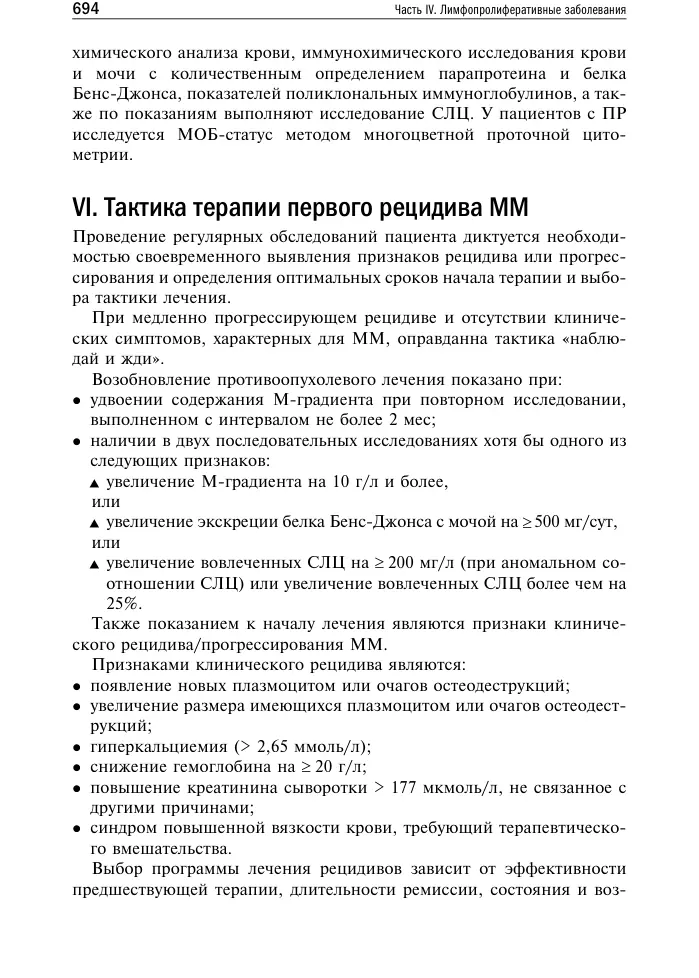 694
Часть IV. Лимфопролиферативные заболевания
химического анализа крови, иммунохимического исследования крови
и мочи с количественным определением парапротеина и белка
Бенс-Джонса, показателей поликлональных иммуноглобулинов, а так-
же по показаниям выполняют исследование СЛЦ. У пациентов с ПР
исследуется МОБ-статус методом многоцветной проточной цито-
метрии.
VI. Тактика терапии первого рецидива ММ
Проведение регулярных обследований пациента диктуется необходи-
мостью своевременного выявления признаков рецидива или прогрес-
сирования и определения оптимальных сроков начала терапии и выбо-
ра тактики лечения.
При медленно прогрессирующем рецидиве и отсутствии клиниче-
ских симптомов, характерных для ММ, оправданна тактика «наблю-
дай и жди».
Возобновление противоопухолевого лечения показано при:
● удвоении содержания М-градиента при повторном исследовании,
выполненном с интервалом не более 2 мес;
● наличии в двух последовательных исследованиях хотя бы одного из
следующих признаков:
▲ увеличение М-градиента на 10 г/л и более,
или
▲ увеличение экскреции белка Бенс-Джонса с мочой на ≥ 500 мг/сут,
или
▲ увеличение вовлеченных СЛЦ на ≥ 200 мг/л (при аномальном со-
отношении СЛЦ) или увеличение вовлеченных СЛЦ более чем на
25%.
Также показанием к началу лечения являются признаки клиниче-
ского рецидива/прогрессирования ММ.
Признаками клинического рецидива являются:
● появление новых плазмоцитом или очагов остеодеструкций;
● увеличение размера имеющихся плазмоцитом или очагов остеодест-
рукций;
● гиперкальциемия (> 2,65 ммоль/л);
● снижение гемоглобина на ≥ 20 г/л;
● повышение креатинина сыворотки > 177 мкмоль/л, не связанное с
другими причинами;
● синдром повышенной вязкости крови, требующий терапевтическо-
го вмешательства.
Выбор программы лечения рецидивов зависит от эффективности
предшествующей терапии, длительности ремиссии, состояния и воз-